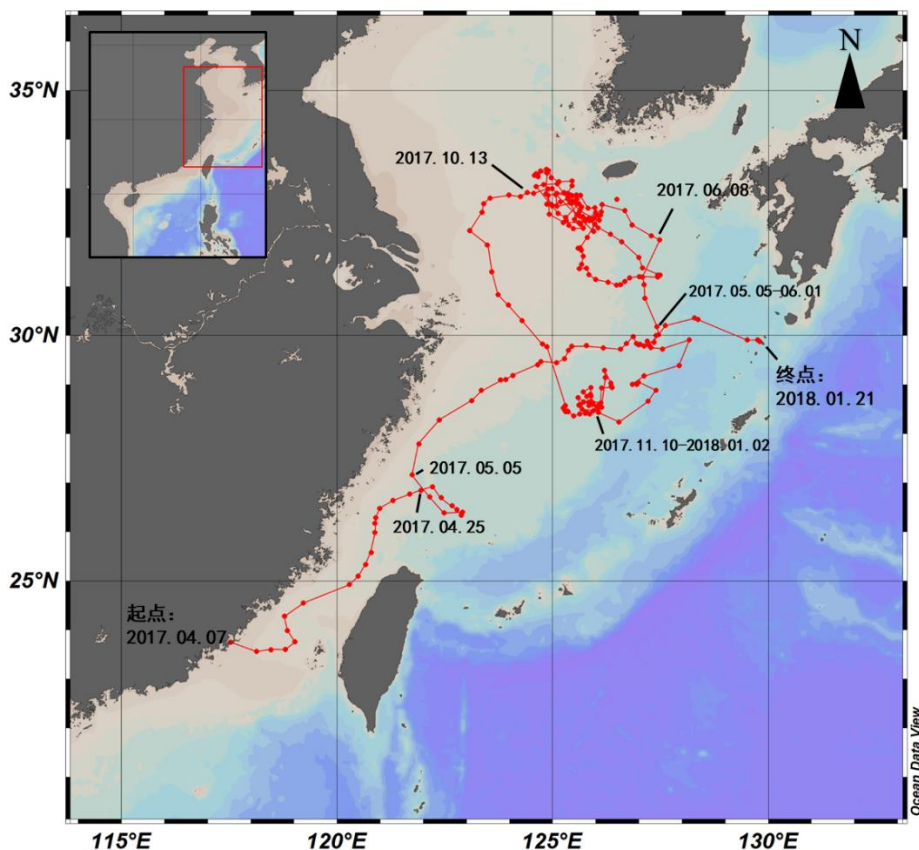 35°N
N
2017.10.13
2017.06.08
2017.05.05-06.01
30°N
终点:
2018.01.21
2017.11.10-2018.01.02
2017.05.05
2017.04.25
25°N
起点:
2017.04.07
Ocean Data View
115°E
120°E
125°E
130°E